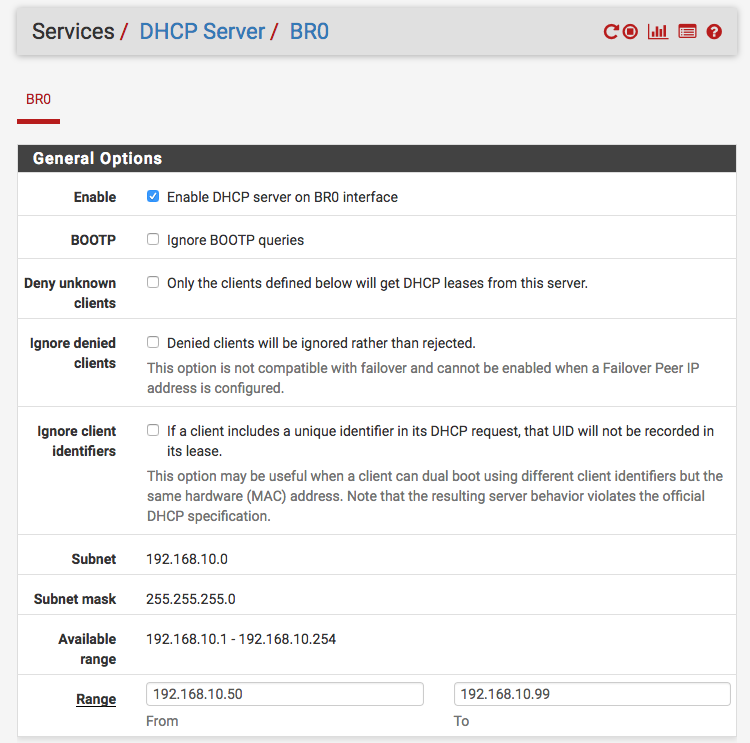 Services / DHCP Server / BR0
BR0
General Options
Enable Enable DHCP server on BR0 interface
BOOTP Ignore BOOTP queries
Deny unknown Only the clients defined below will get DHCP leases from this server.
clients
Ignore denied Denied clients will be ignored rather than rejected.
clients This option is not compatible with failover and cannot be enabled when a Failover Peer IP
address is configured.
Ignore client If a client includes a unique identifier in its DHCP request, that UID will not be recorded in
identifiers its lease.
This option may be useful when a client can dual boot using different client identifiers but the
same hardware (MAC) address. Note that the resulting server behavior violates the official
DHCP specification.
Subnet 192.168.10.0
Subnet mask 255.255.255.0
Available 192.168.10.1 - 192.168.10.254
range
Range 192.168.10.50 192.168.10.99
From To